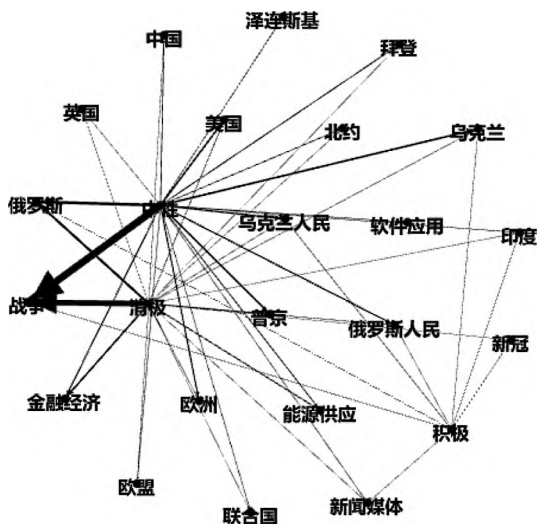 泽连斯基
中国
拜登
英国
美国
北约
乌克兰
俄罗斯
中性
乌克兰人民
软件应用
印度
战争
消极
普京
俄罗斯人民
新冠
金融经济
欧洲
能源供应
积极
欧盟
联合国
新闻媒体